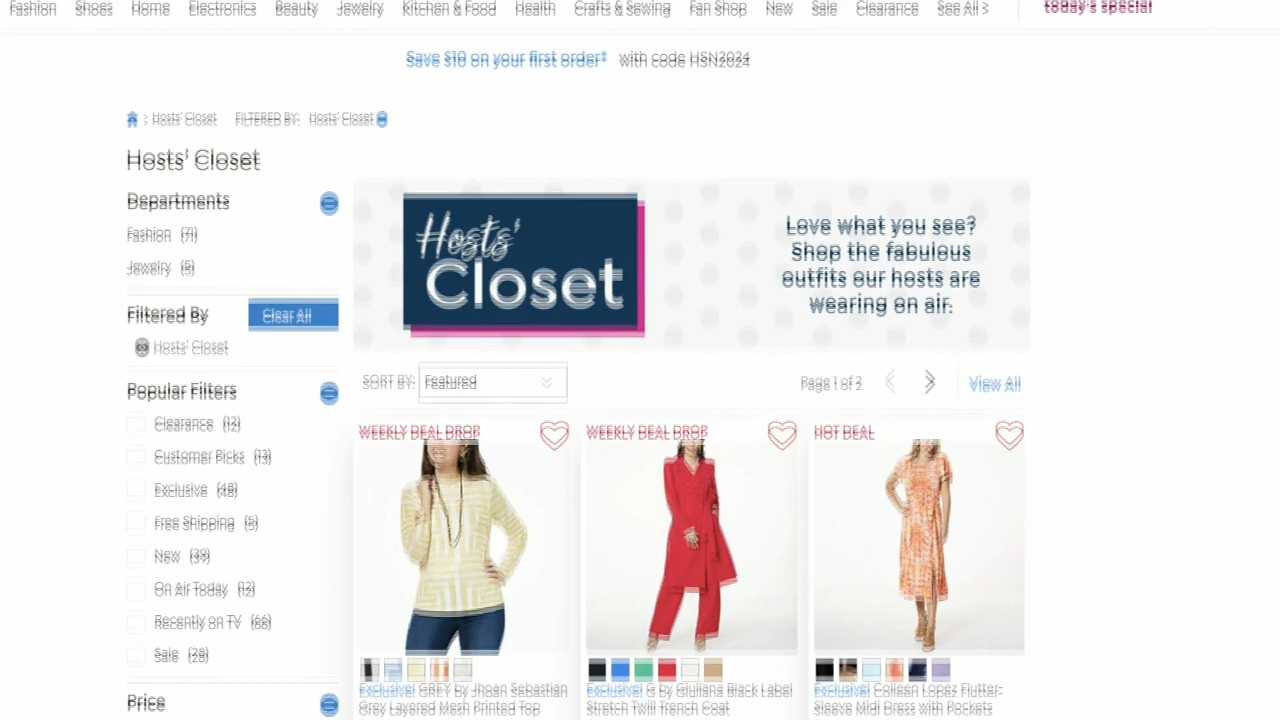 Fashion Shoes Home Electronics Beauty Jewelry Kitchen & Food Health Crafts & Sewing Fan Shop New Sale Clearance See All > today's special
Save $10 on your first order‡ with code HSN2024
> Hosts' Closet FILTERED BY: Hosts' Closet
Hosts' Closet
Departments
Fashion (71)
Jewelry (5)
Filtered By Clear All
Hosts' Closet
Popular Filters
Clearance (12)
Customer Picks (13)
Exclusive (48)
Free Shipping (5)
New (39)
On Air Today (12)
Recently on TV (66)
Sale (28)
Price
Hosts'
Closet
Love what you see?
Shop the fabulous
outfits our hosts are
wearing on air.
SORT BY: Featured
Page 1 of 2
View All
WEEKLY DEAL DROP
Exclusive! GREY by Jhoan Sebastian
Grey Layered Mesh Printed Top
WEEKLY DEAL DROP
Exclusive! G by Giuliana Black Label
Stretch Twill Trench Coat
HOT DEAL
Exclusive! Colleen Lopez Flutter-
Sleeve Midi Dress with Pockets